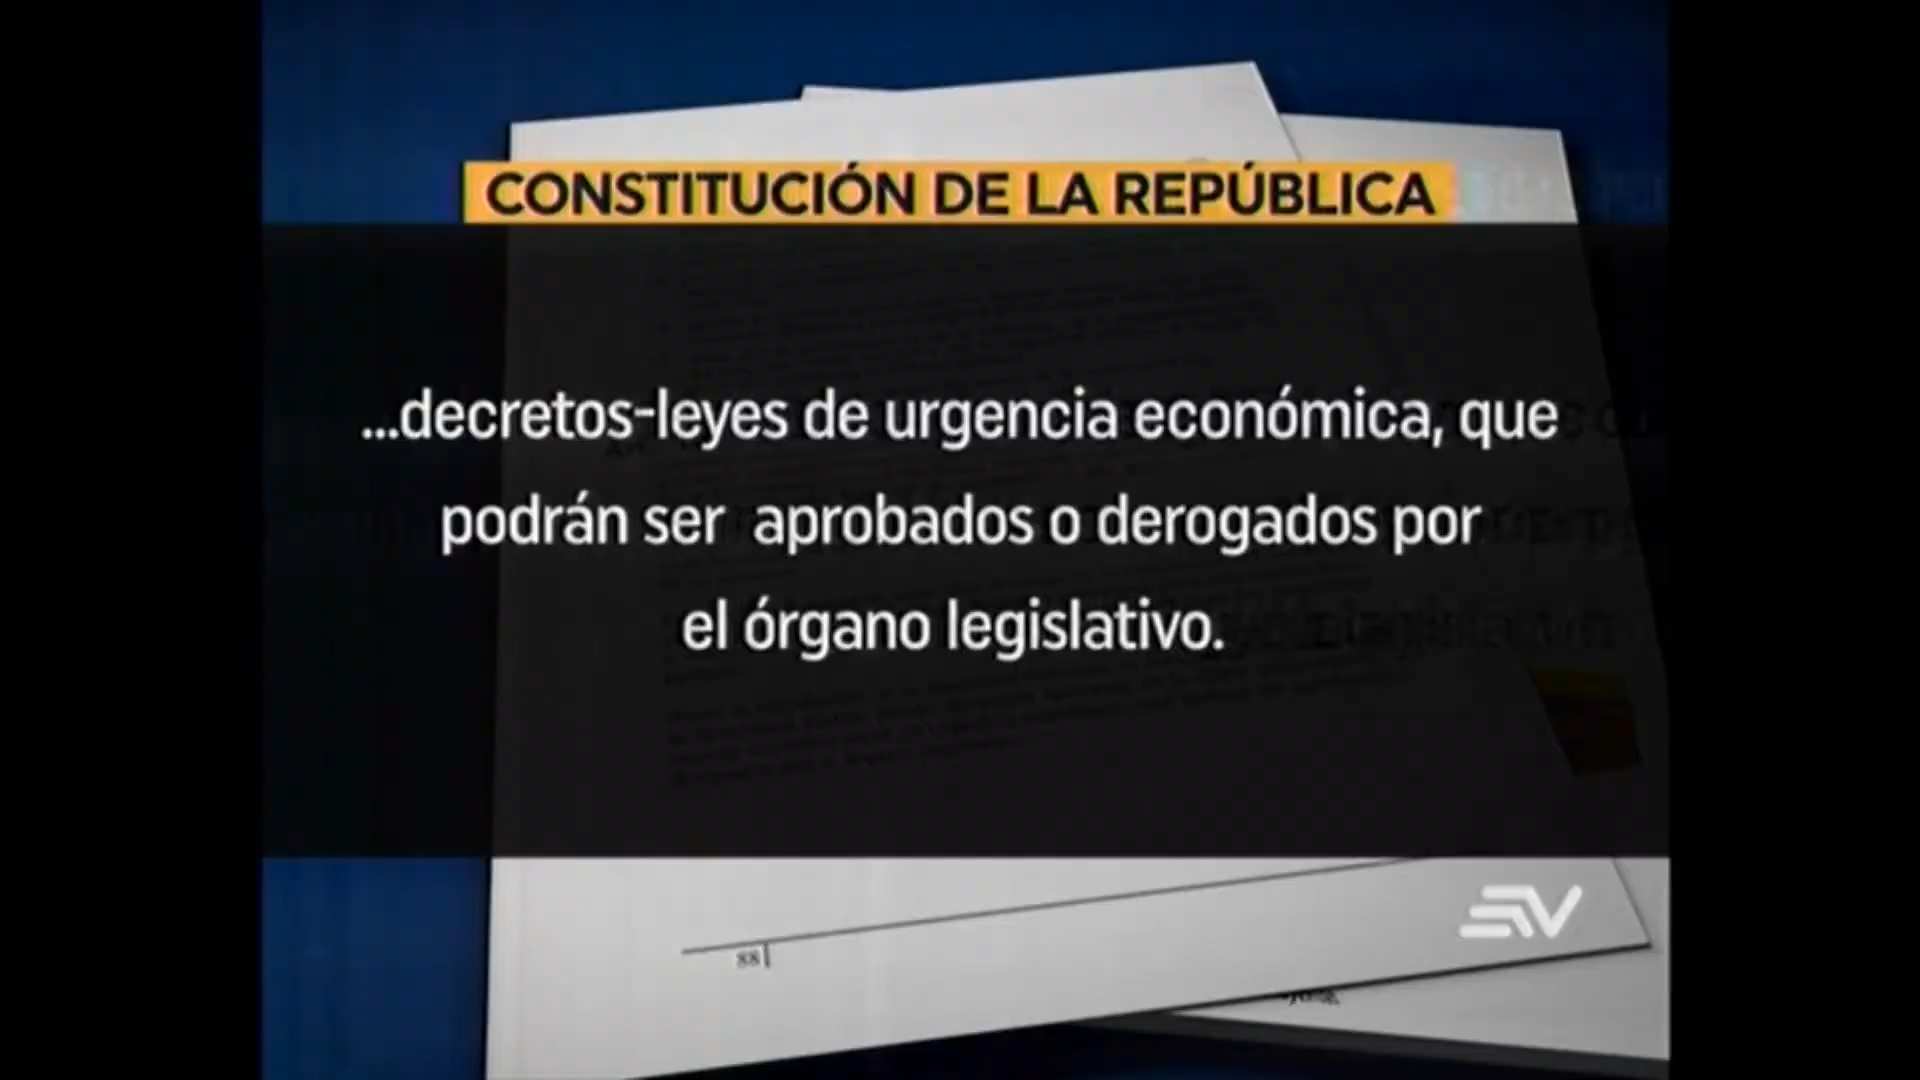 CONSTITUCIÓN DE LA REPÚBLICA
...decretos-leyes de urgencia económica, que
podrán ser aprobados o derogados por
el órgano legislativo.
88